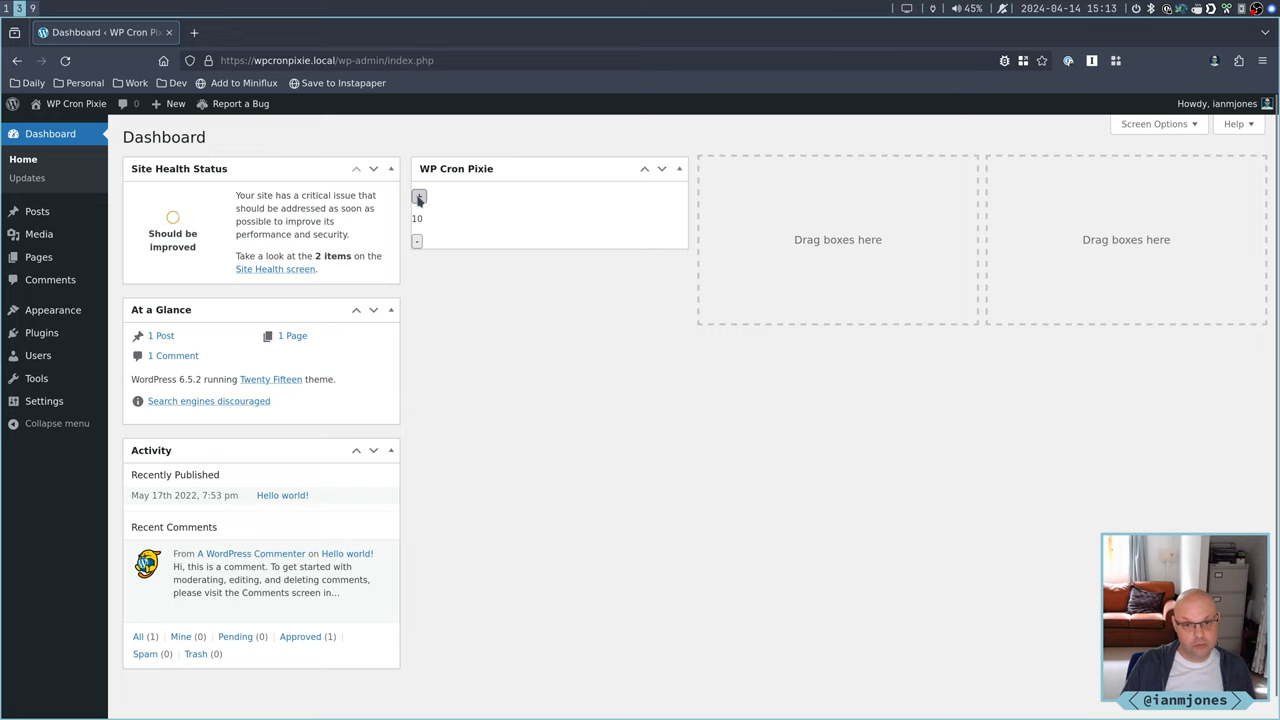 1 3 9
45%
2024-04-14
15:13
Dashboard ‹ WP Cron Pix
https://wpcronpixie.local/wp-admin/index.php
Daily
Personal
Work
Dev
Add to Miniflux
Save to Instapaper
WP Cron Pixie
0
New
Report a Bug
Howdy, ianmjones
Dashboard
Home
Updates
Posts
Media
Pages
Comments
Appearance
Plugins
Users
Tools
Settings
Collapse menu
Dashboard
Screen Options
Help
Site Health Status
Should be
improved
Your site has a critical issue that
should be addressed as soon as
possible to improve its
performance and security.
Take a look at the 2 items on the
Site Health screen.
At a Glance
1 Post
1 Page
1 Comment
WordPress 6.5.2 running Twenty Fifteen theme.
Search engines discouraged
Activity
Recently Published
May 17th 2022, 7:53 pm
Hello world!
Recent Comments
From A WordPress Commenter on Hello world!
Hi, this is a comment. To get started with
moderating, editing, and deleting comments,
please visit the Comments screen in…
All (1)
Mine (0)
Pending (0)
Approved (1)
Spam (0)
Trash (0)
WP Cron Pixie
10
-
Drag boxes here
Drag boxes here
@ianmjones